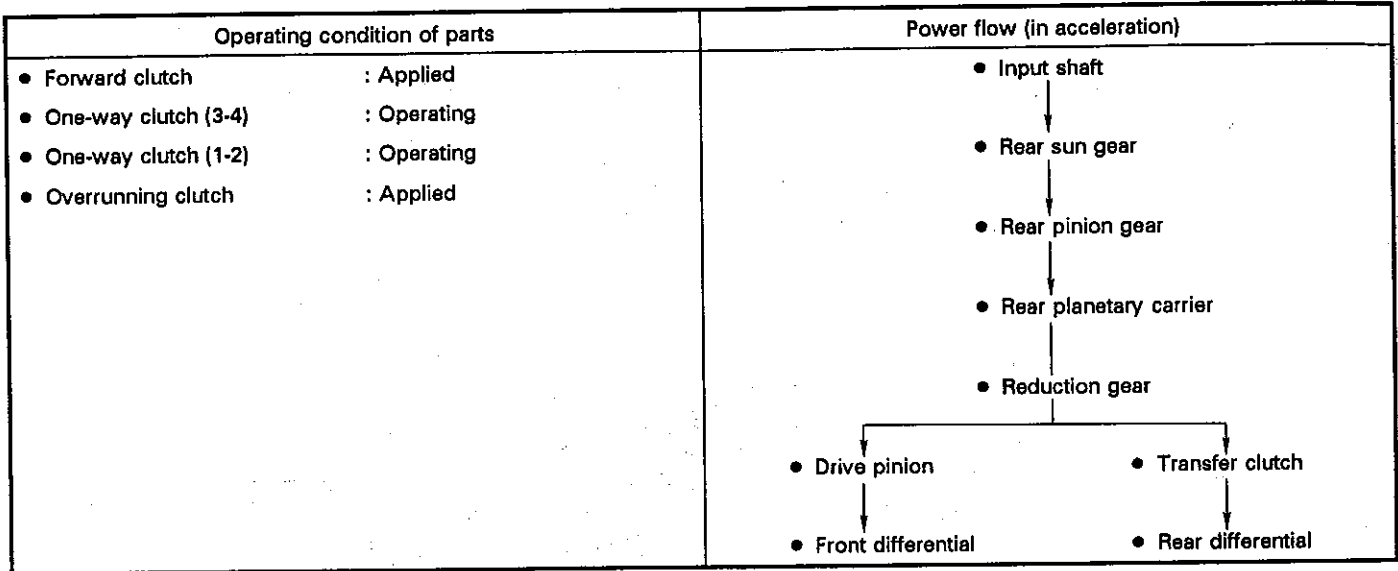 Operating condition of parts
Power flow (in acceleration)
● Forward clutch : Applied
● One-way clutch (3-4) : Operating
● One-way clutch (1-2) : Operating
● Overrunning clutch : Applied
● Input shaft
● Rear sun gear
● Rear pinion gear
● Rear planetary carrier
● Reduction gear
● Drive pinion
● Transfer clutch
● Front differential
● Rear differential